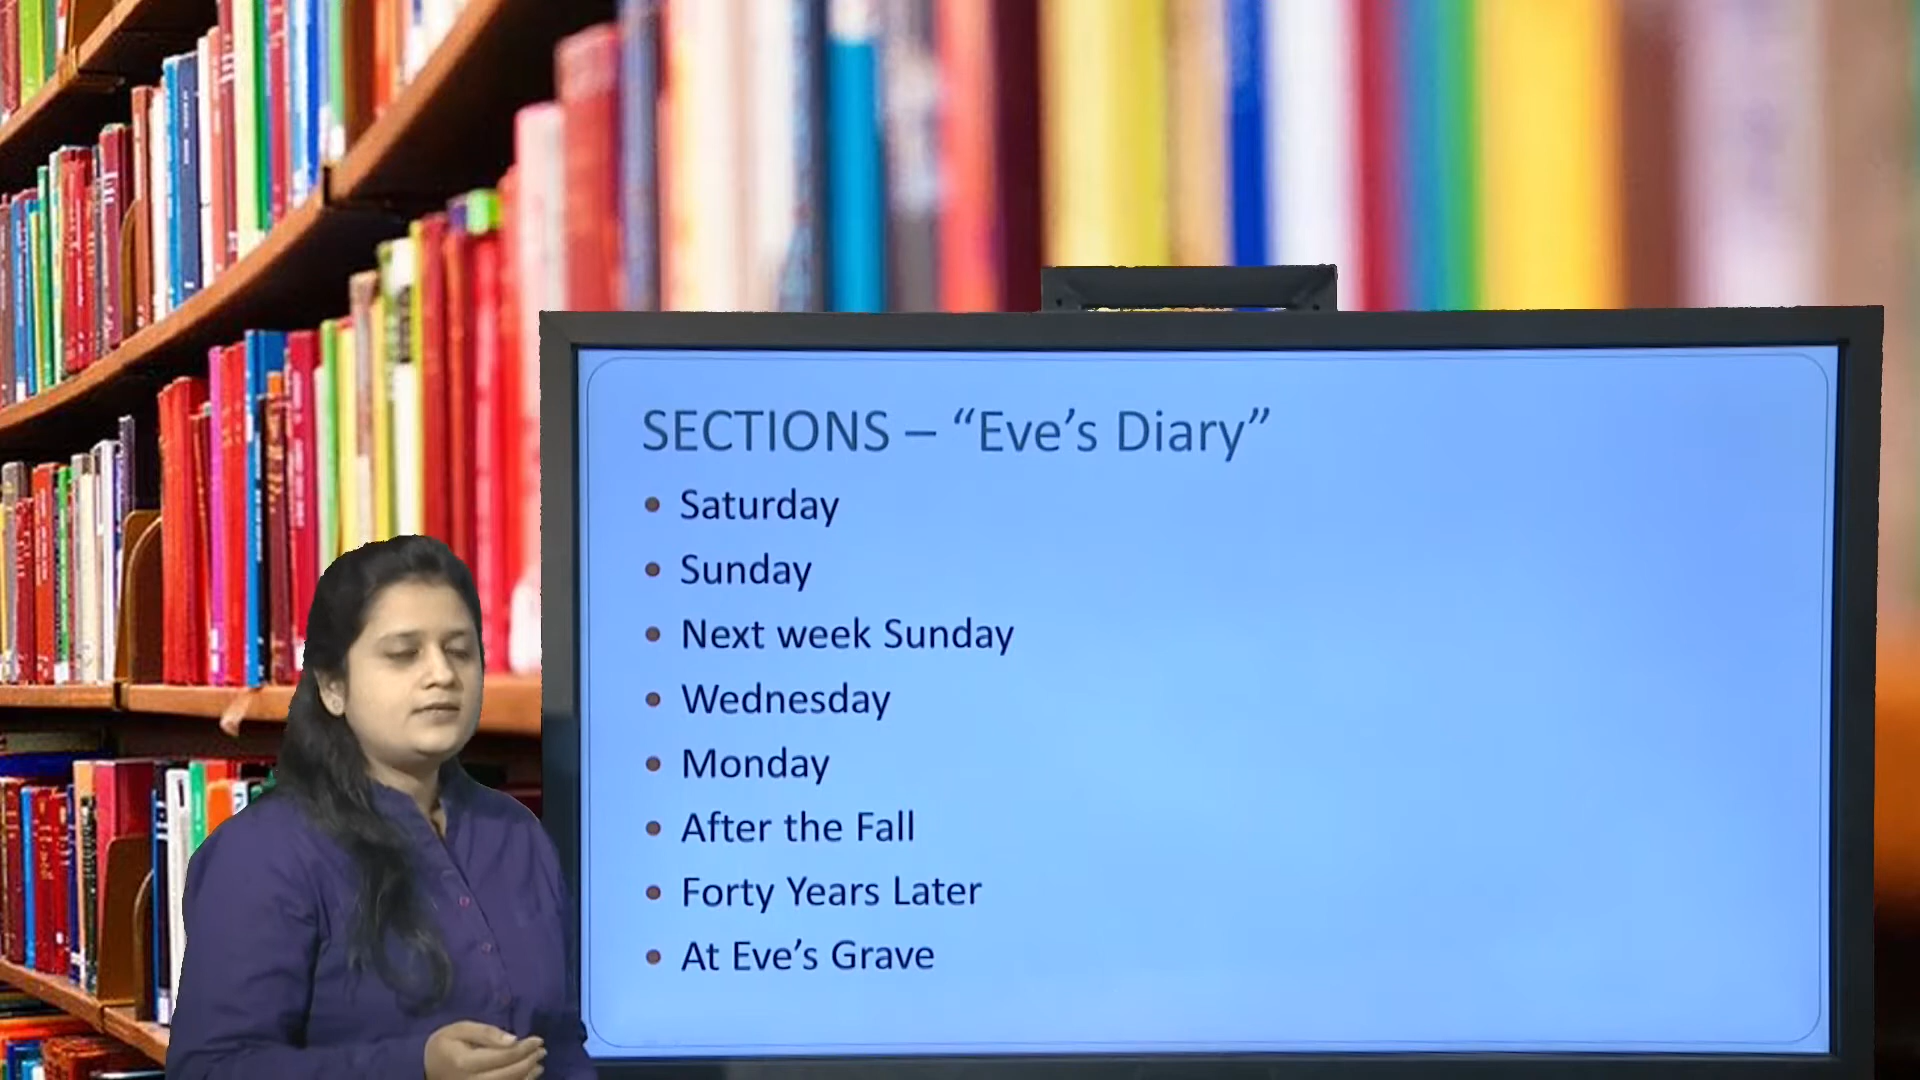 SECTIONS – “Eve’s Diary”
• Saturday
• Sunday
• Next week Sunday
• Wednesday
• Monday
• After the Fall
• Forty Years Later
• At Eve’s Grave